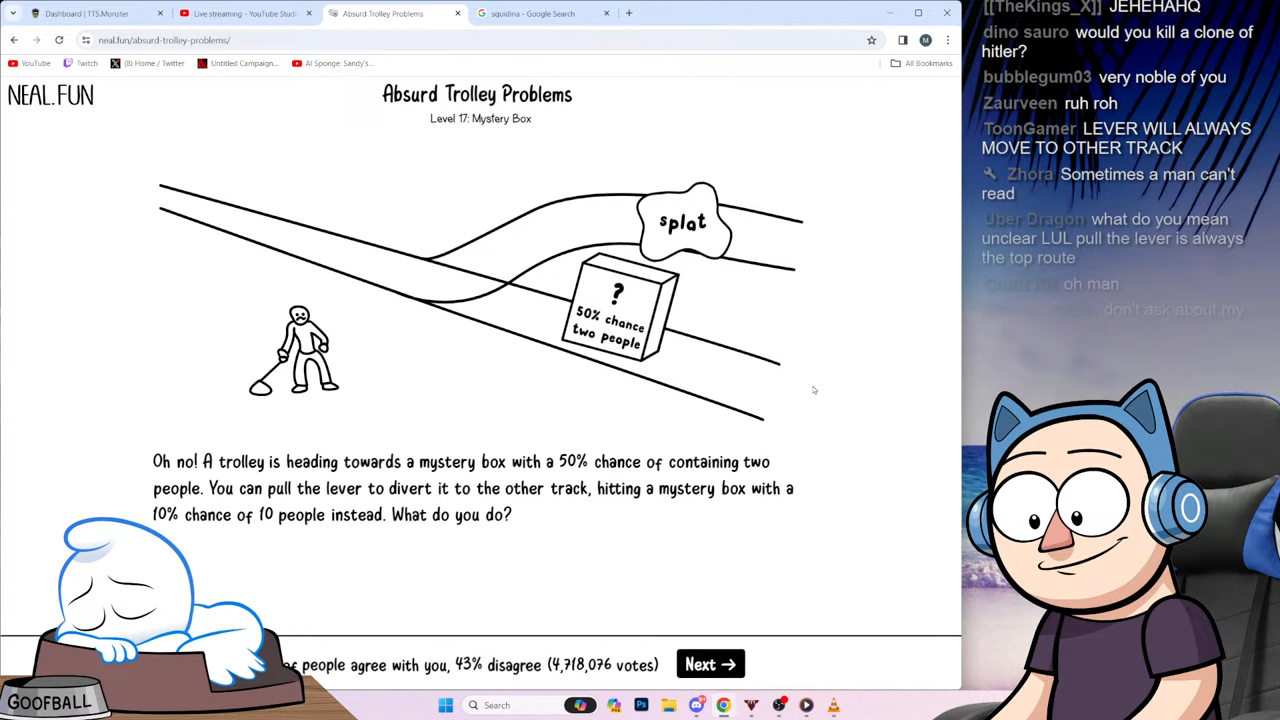 Dashboard | TTS.Monster
Live streaming - YouTube Stud
Absurd Trolley Problems
squidina - Google Search
neal.fun/absurd-trolley-problems/
M
YouTube
Twitch
(8) Home / Twitter
Untitled Campaign...
AI Sponge: Sandy's...
All Bookmarks
NEAL.FUN
Absurd Trolley Problems
Level 17: Mystery Box
splat
?
50% chance
two people
Oh no! A trolley is heading towards a mystery box with a 50% chance of containing two
people. You can pull the lever to divert it to the other track, hitting a mystery box with a
10% chance of 10 people instead. What do you do?
of people agree with you, 43% disagree (4,718,076 votes)
Next →
GOOFBALL
Search
[[TheKings_X]] JEHEHAHQ
dino sauro would you kill a clone of
hitler?
bubblegum03 very noble of you
Zaurveen ruh roh
ToonGamer LEVER WILL ALWAYS
MOVE TO OTHER TRACK
Zhora Sometimes a man can't
read
Uber Dragon what do you mean
unclear LUL pull the lever is always
the top route
oh man
don't ask about my